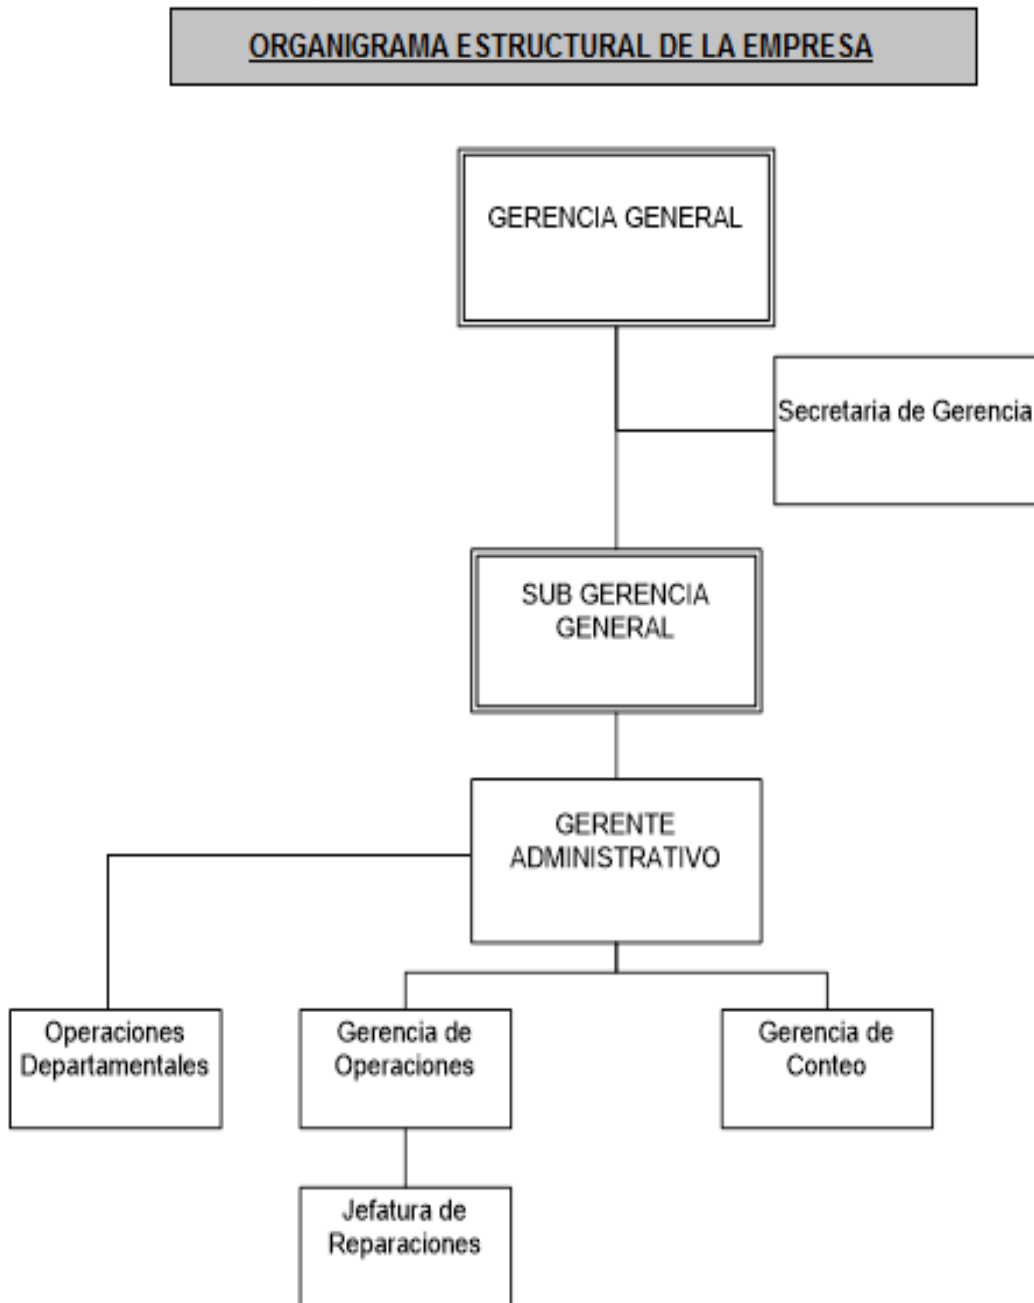 ORGANIGRAMA ESTRUCTURAL DE LA EMPRESA
GERENCIA GENERAL
Secretaria de Gerencia
SUB GERENCIA
GENERAL
GERENTE
ADMINISTRATIVO
Operaciones
Departamentales
Gerencia de
Operaciones
Gerencia de
Conteo
Jefatura de
Reparaciones